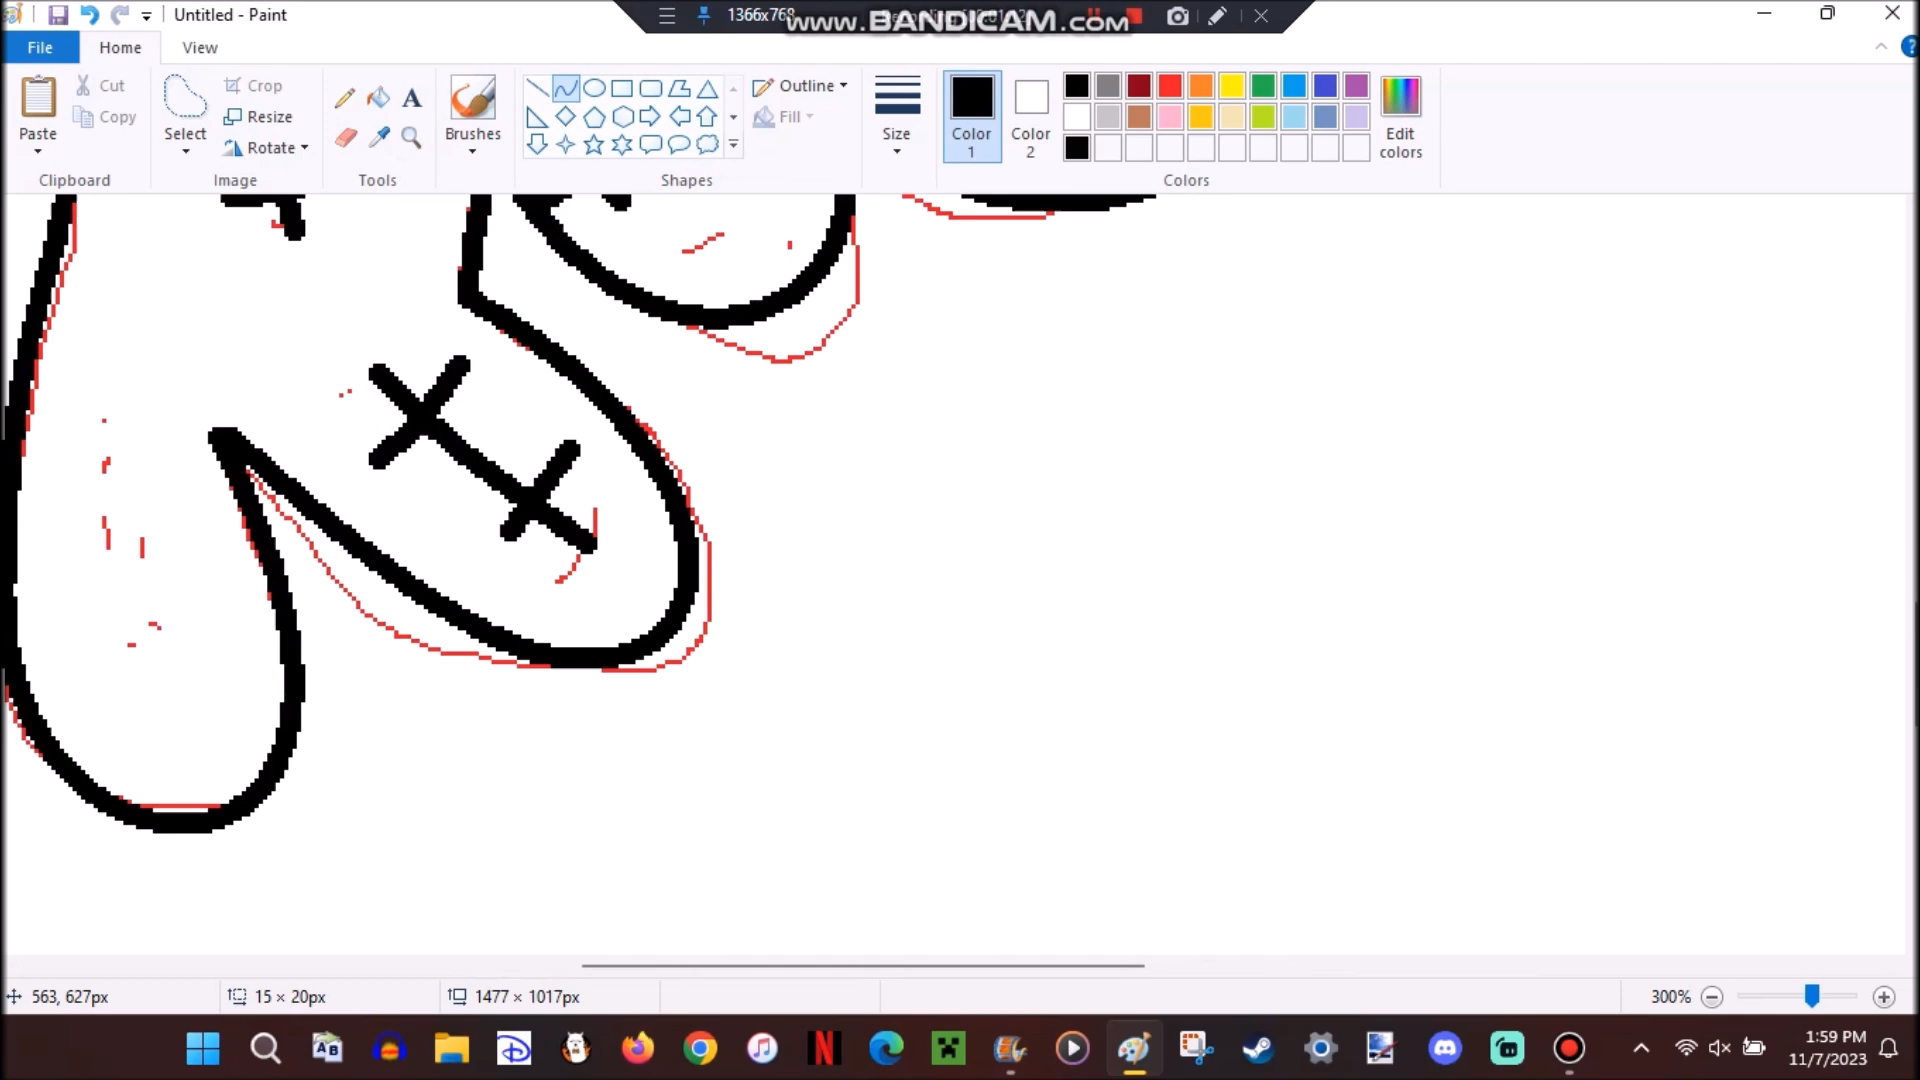 Untitled - Paint
1366x768
www.BANDICAM.com
File
Home
View
Paste
Cut
Copy
Clipboard
Select
Crop
Resize
Rotate
Image
A
Tools
Brushes
Outline
Fill
Shapes
Size
Color
1
Color
2
Edit
colors
Colors
563, 627px
15 × 20px
1477 × 1017px
300%
1:59 PM
11/7/2023